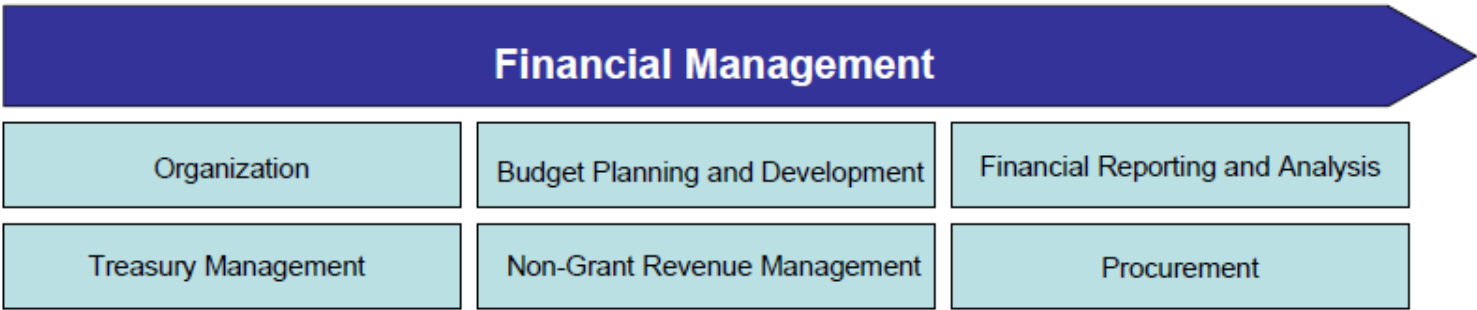 Financial Management
Organization
Budget Planning and Development
Financial Reporting and Analysis
Treasury Management
Non-Grant Revenue Management
Procurement